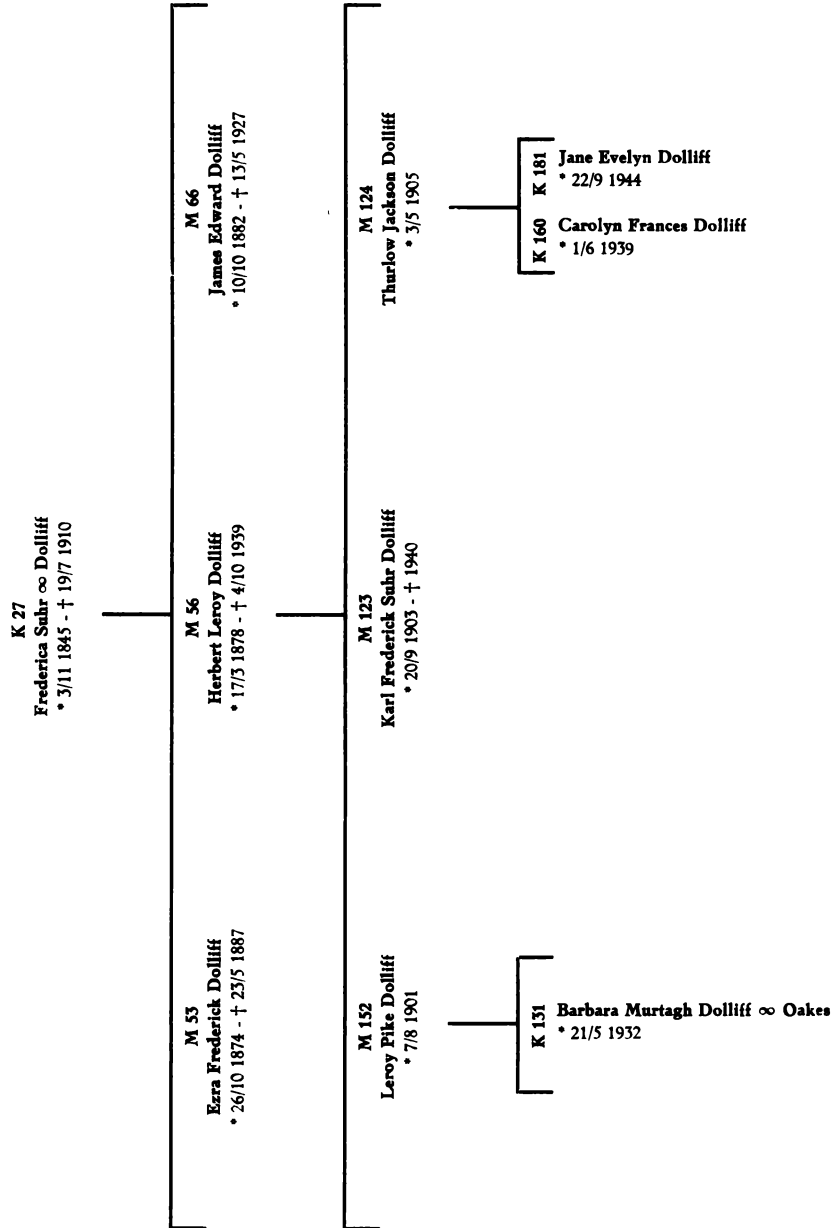 K 27
Frederica Suhr ∞ Dolliff
* 3/11 1845 - † 19/7 1910
M 53
Ezra Frederick Dolliff
* 26/10 1874 - † 23/5 1887
M 56
Herbert Leroy Dolliff
* 17/3 1878 - † 4/10 1939
M 66
James Edward Dolliff
* 10/10 1882 - † 13/5 1927
M 152
Leroy Pike Dolliff
* 7/8 1901
M 123
Karl Frederick Suhr Dolliff
* 20/9 1903 - † 1940
M 124
Thurlow Jackson Dolliff
* 3/5 1905
K 131
Barbara Murtagh Dolliff ∞ Oakes
* 21/5 1932
K 160
Carolyn Frances Dolliff
* 1/6 1939
K 181
Jane Evelyn Dolliff
* 22/9 1944